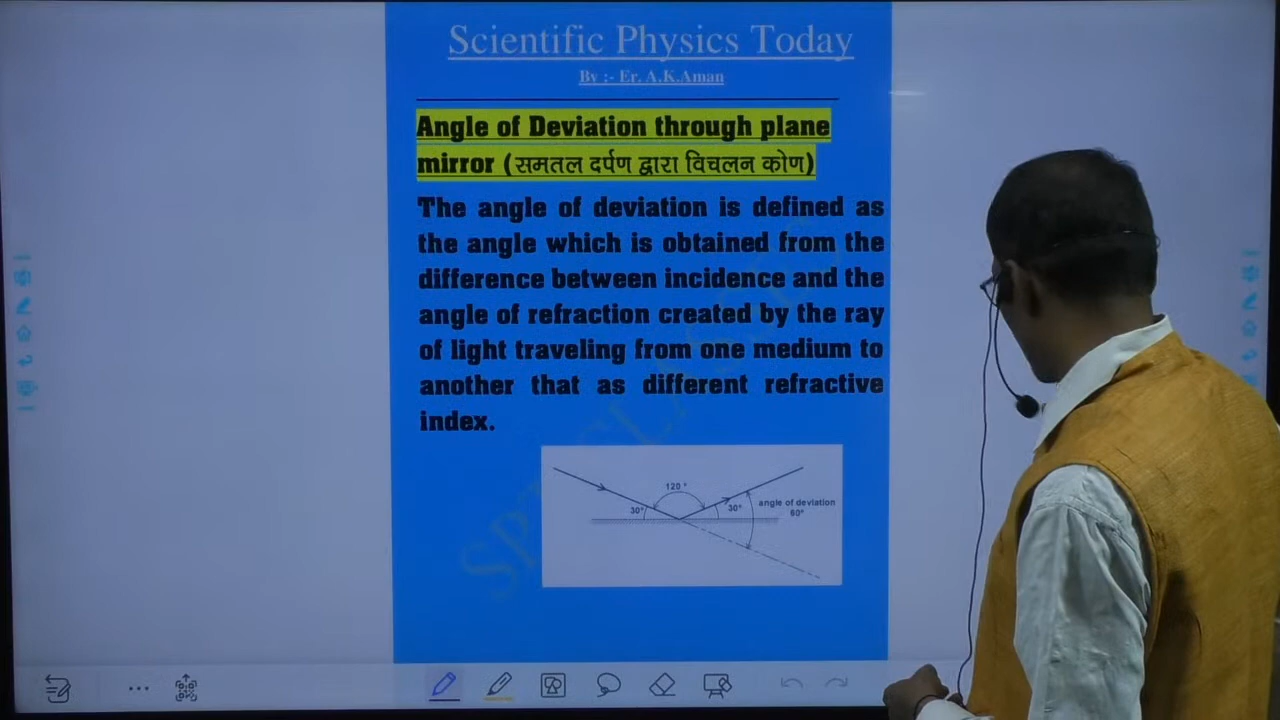 Scientific Physics Today
By :- Er. A.K.Aman
Angle of Deviation through plane
mirror (समतल दर्पण द्वारा विचलन कोण)
The angle of deviation is defined as
the angle which is obtained from the
difference between incidence and the
angle of refraction created by the ray
of light traveling from one medium to
another that as different refractive
index.
120 °
30°
30°
angle of deviation
60°